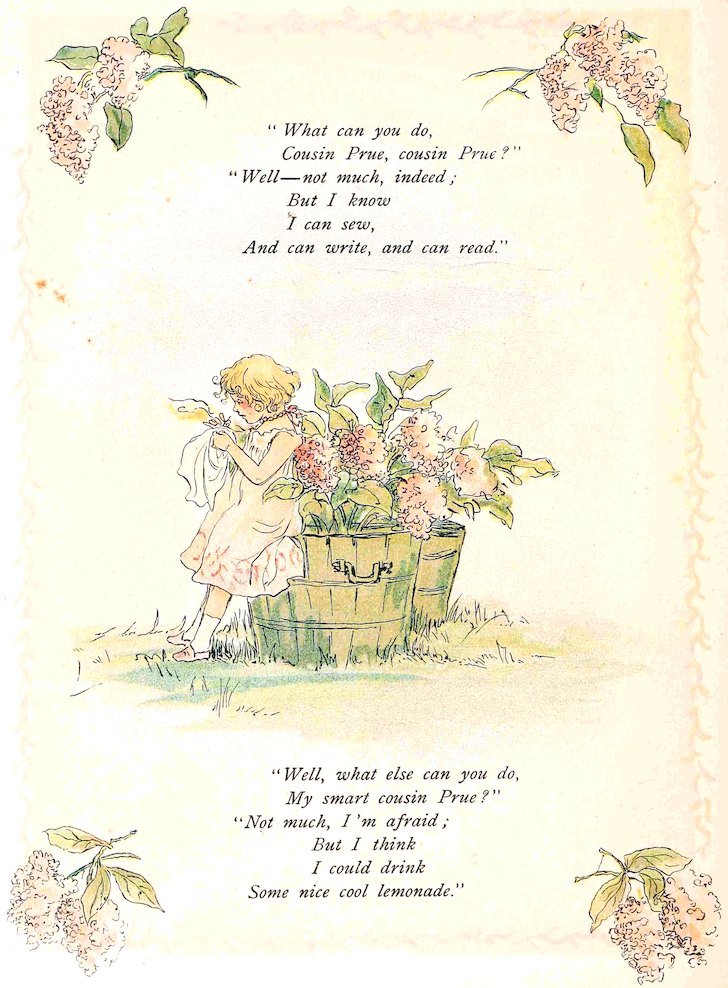 “ What can you do,
Cousin Prue, cousin Prue?”
“Well—not much, indeed;
But I know
I can sew,
And can write, and can read.”
“Well, what else can you do,
My smart cousin Prue?”
“Not much, I'm afraid;
But I think
I could drink
Some nice cool lemonade.”